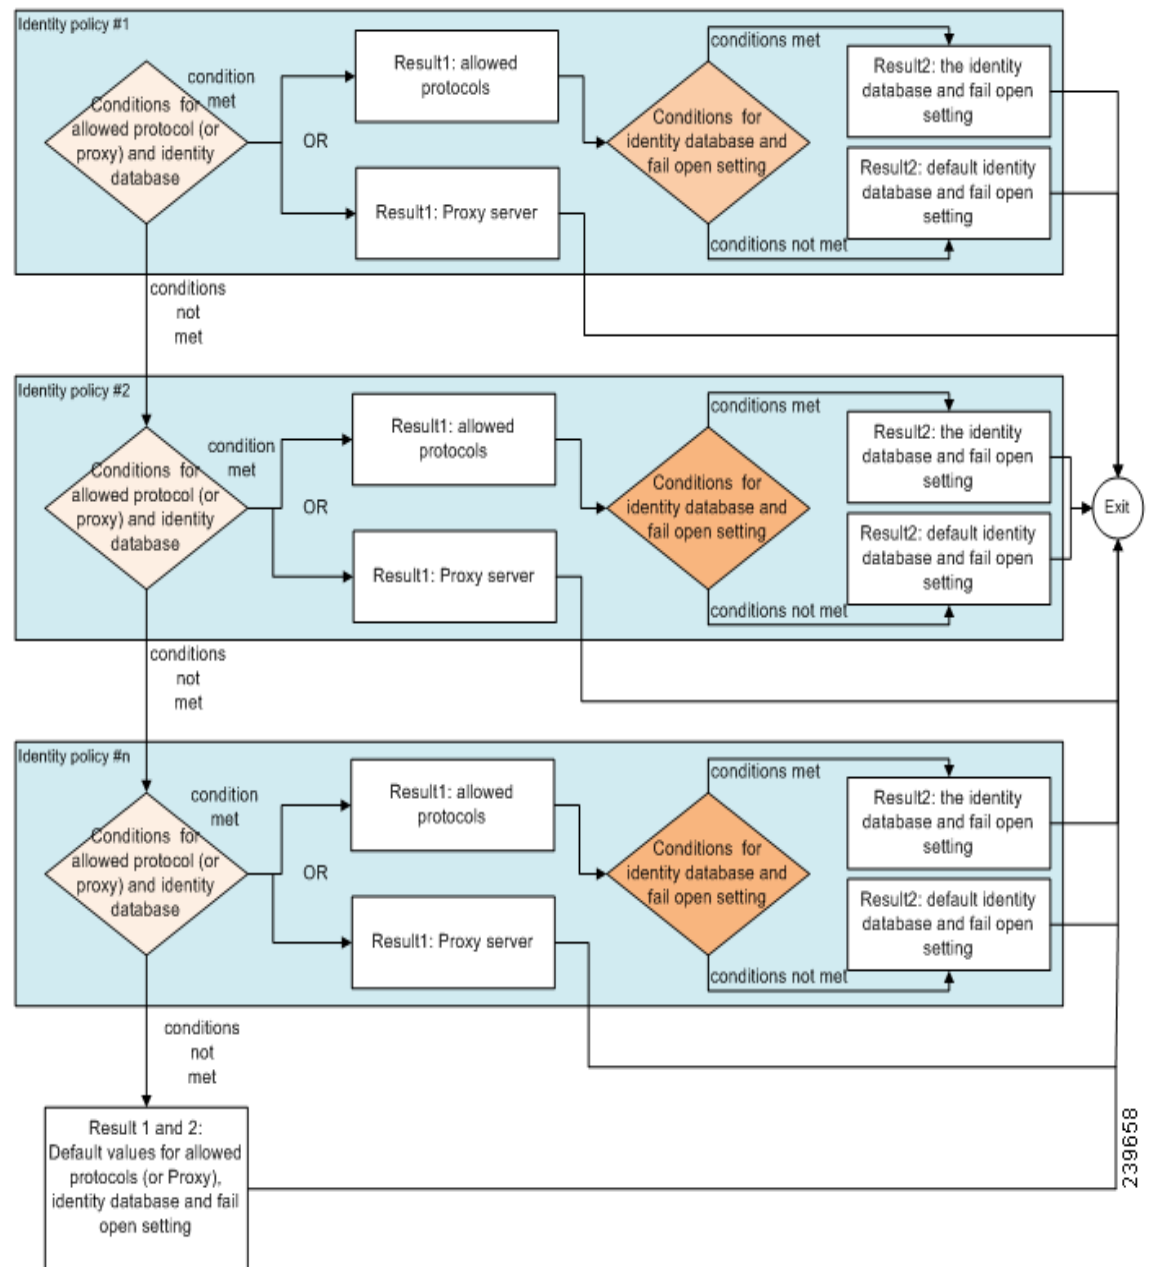 Identity policy #1
condition
met
Conditions for
allowed protocol (or
proxy) and identity
database
OR
Result1: allowed
protocols
Result1: Proxy server
Conditions for
identity database and
fail open setting
conditions met
conditions not met
Result2: the identity
database and fail open
setting
Result2: default identity
database and fail open
setting
conditions
not
met
Identity policy #2
condition
met
Conditions for
allowed protocol (or
proxy) and identity
database
OR
Result1: allowed
protocols
Result1: Proxy server
Conditions for
identity database and
fail open setting
conditions met
conditions not met
Result2: the identity
database and fail open
setting
Result2: default identity
database and fail open
setting
Exit
conditions
not
met
Identity policy #n
condition
met
Conditions for
allowed protocol (or
proxy) and identity
database
OR
Result1: allowed
protocols
Result1: Proxy server
Conditions for
identity database and
fail open setting
conditions met
conditions not met
Result2: the identity
database and fail open
setting
Result2: default identity
database and fail open
setting
conditions
not
met
Result 1 and 2:
Default values for allowed
protocols (or Proxy),
identity database and fail
open setting
239658